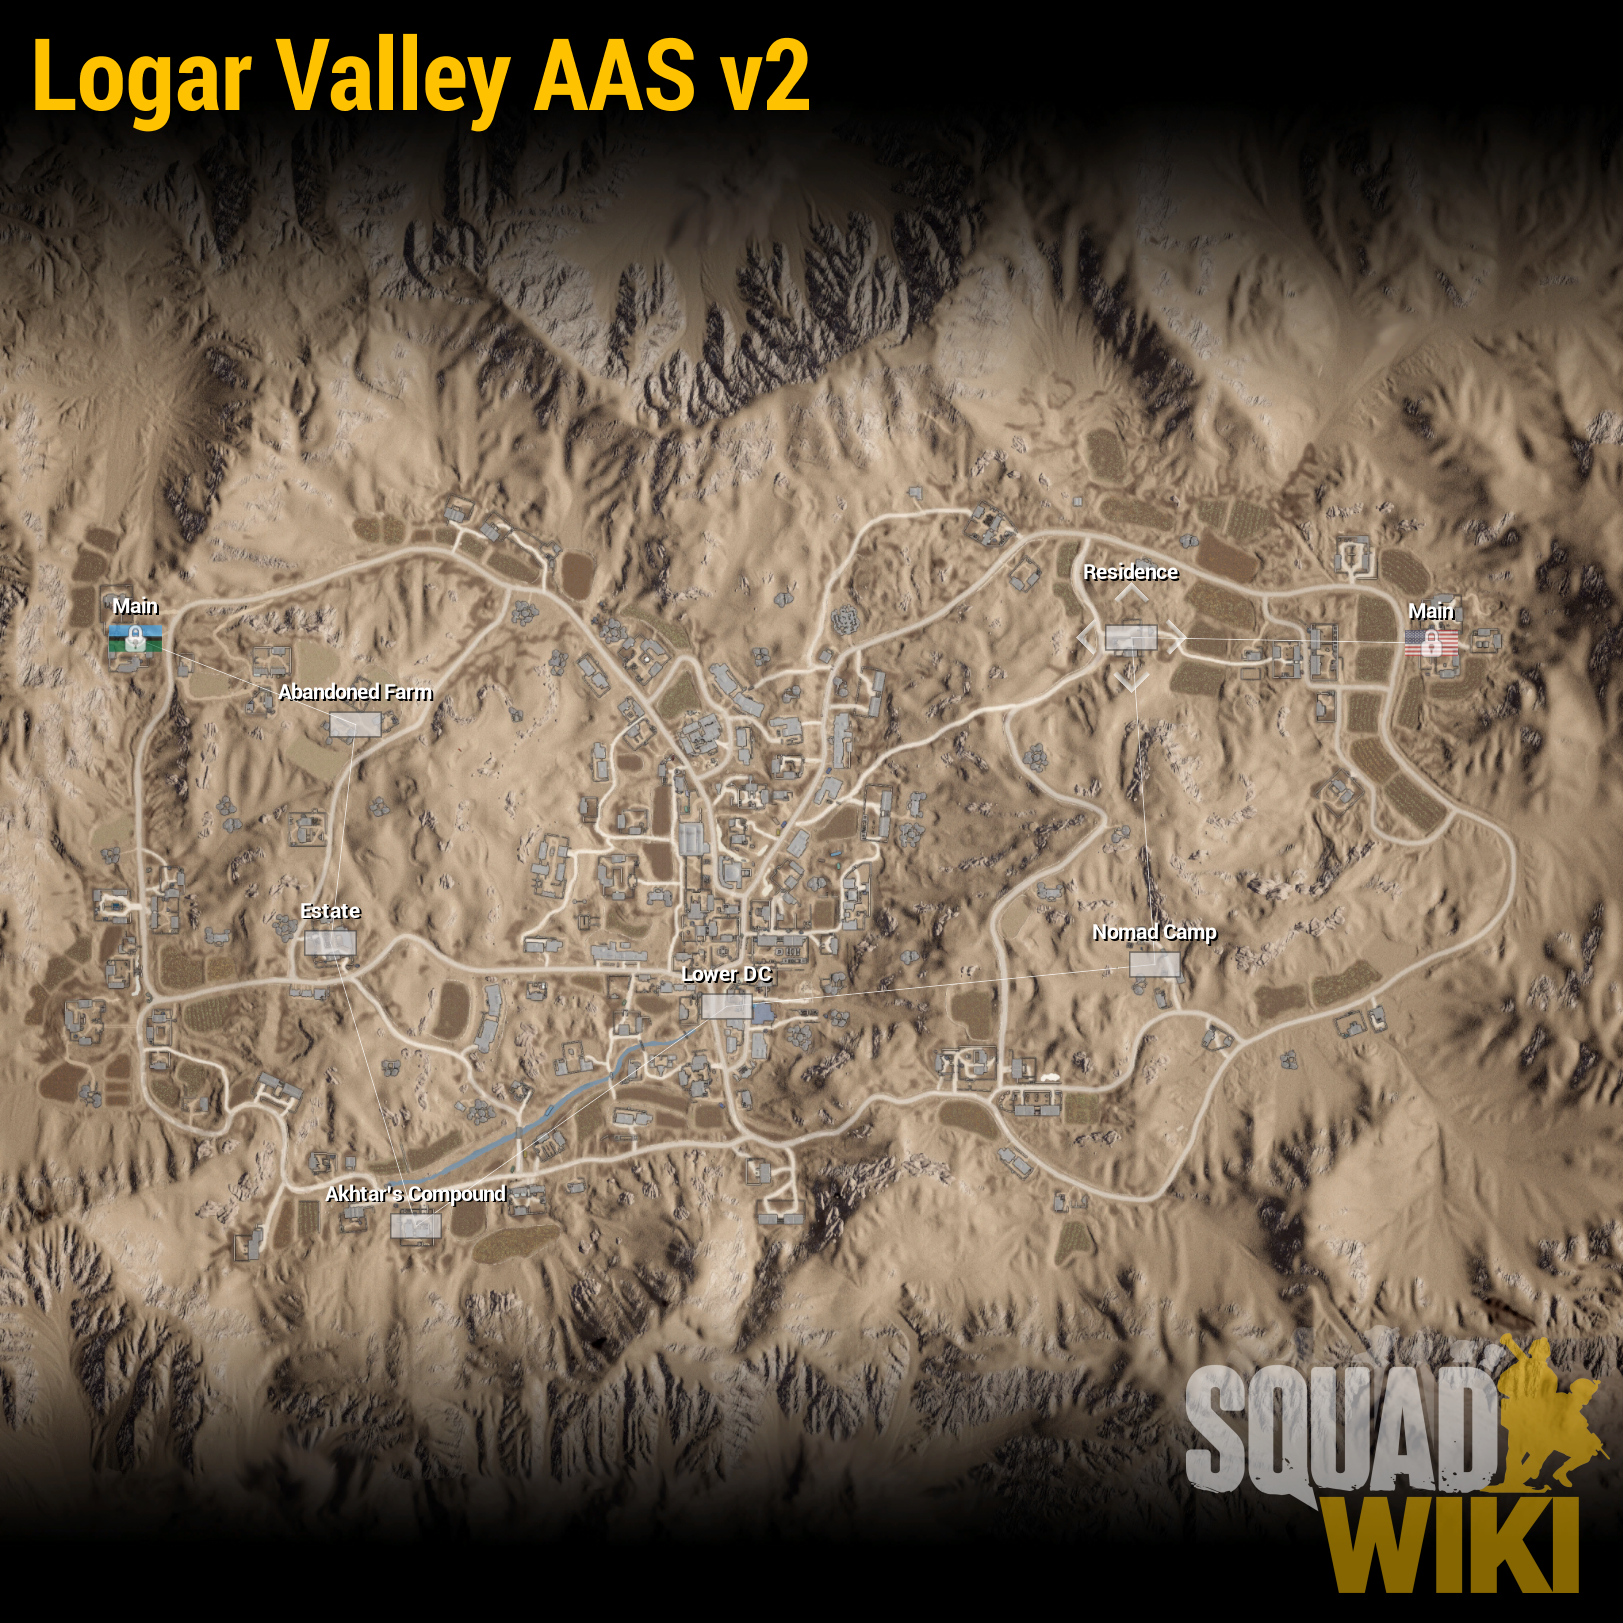 Logar Valley AAS v2
Residence
Main
Main
Abandoned Farm
Estate
Nomad Camp
Lower DC
Akhtar's Compound
SQUAD
WIKI